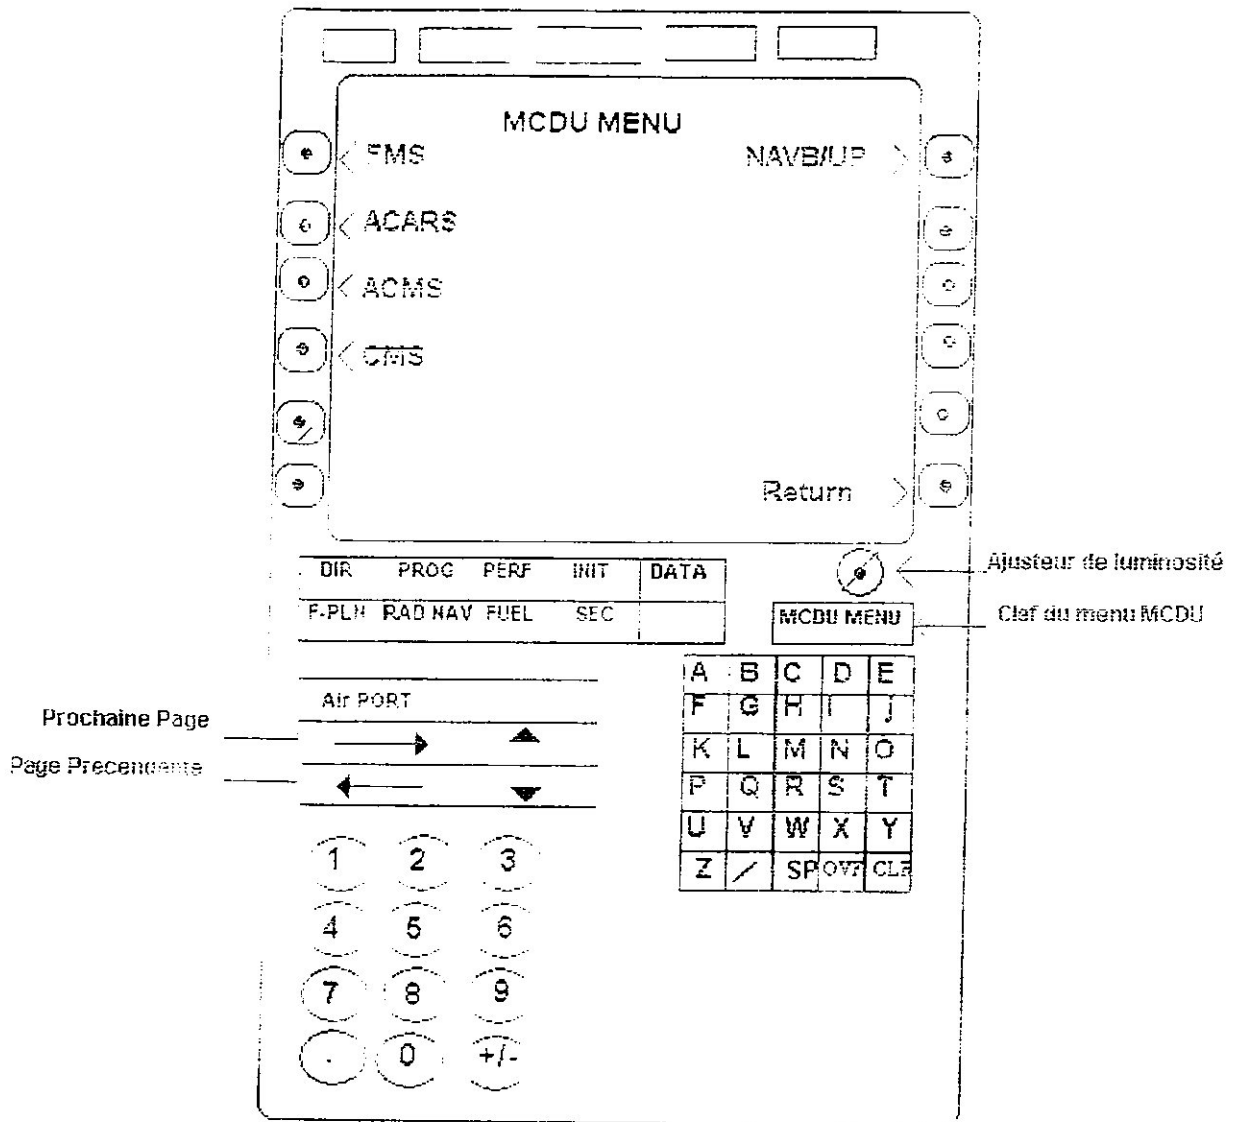 MCDU MENU
FMS NAVB/UP
ACARS
ACMS
CMS
Return
Ajusteur de luminosité
DIR PROG PERF INIT DATA
F-PLN RAD NAV FUEL SEC
MCDU MENU
Clef du menu MCDU
A B C D E
Air PORT
F G H I J
Prochaine Page
K L M N O
Page Precendente
P Q R S T
U V W X Y
1 2 3
Z / SP OVF CLR
4 5 6
7 8 9
. 0 +/-